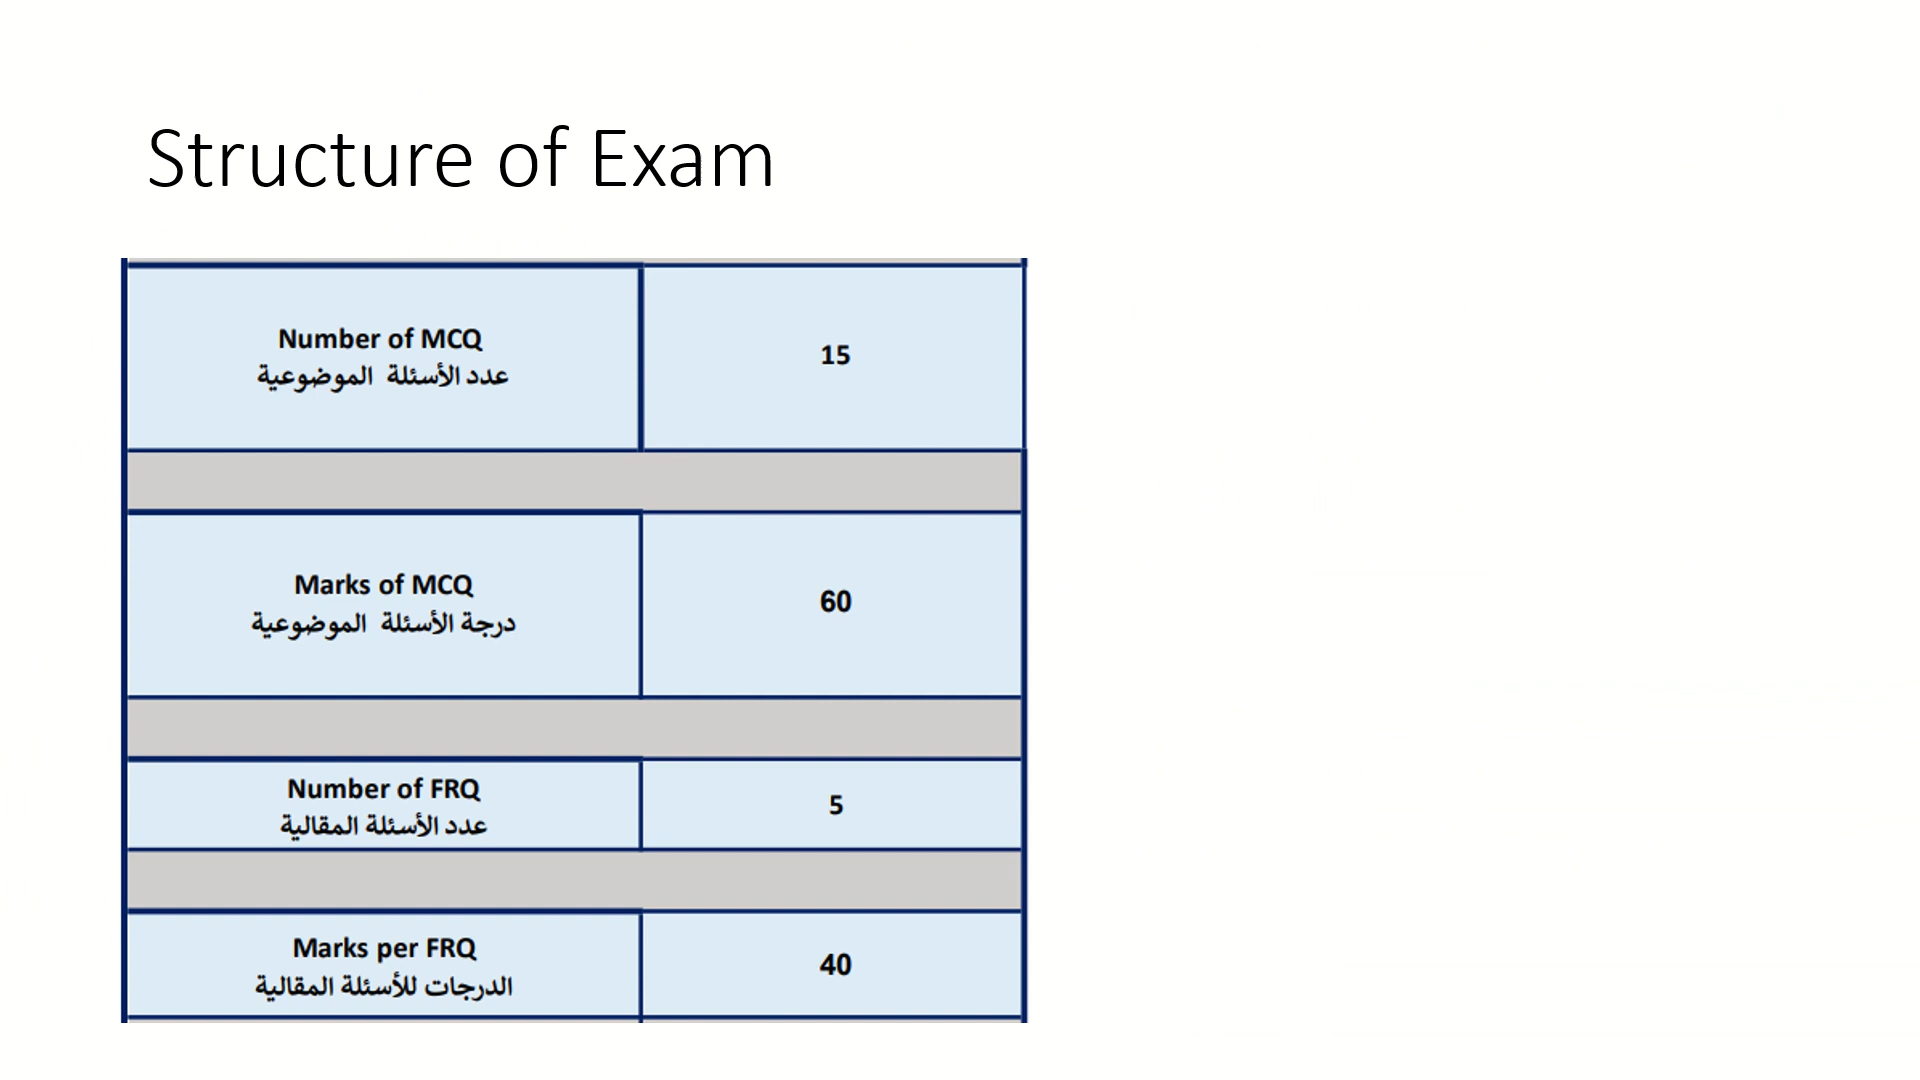 Structure of Exam
Number of MCQ
عدد الأسئلة الموضوعية
15
Marks of MCQ
درجة الأسئلة الموضوعية
60
Number of FRQ
عدد الأسئلة المقالية
5
Marks per FRQ
الدرجات للأسئلة المقالية
40